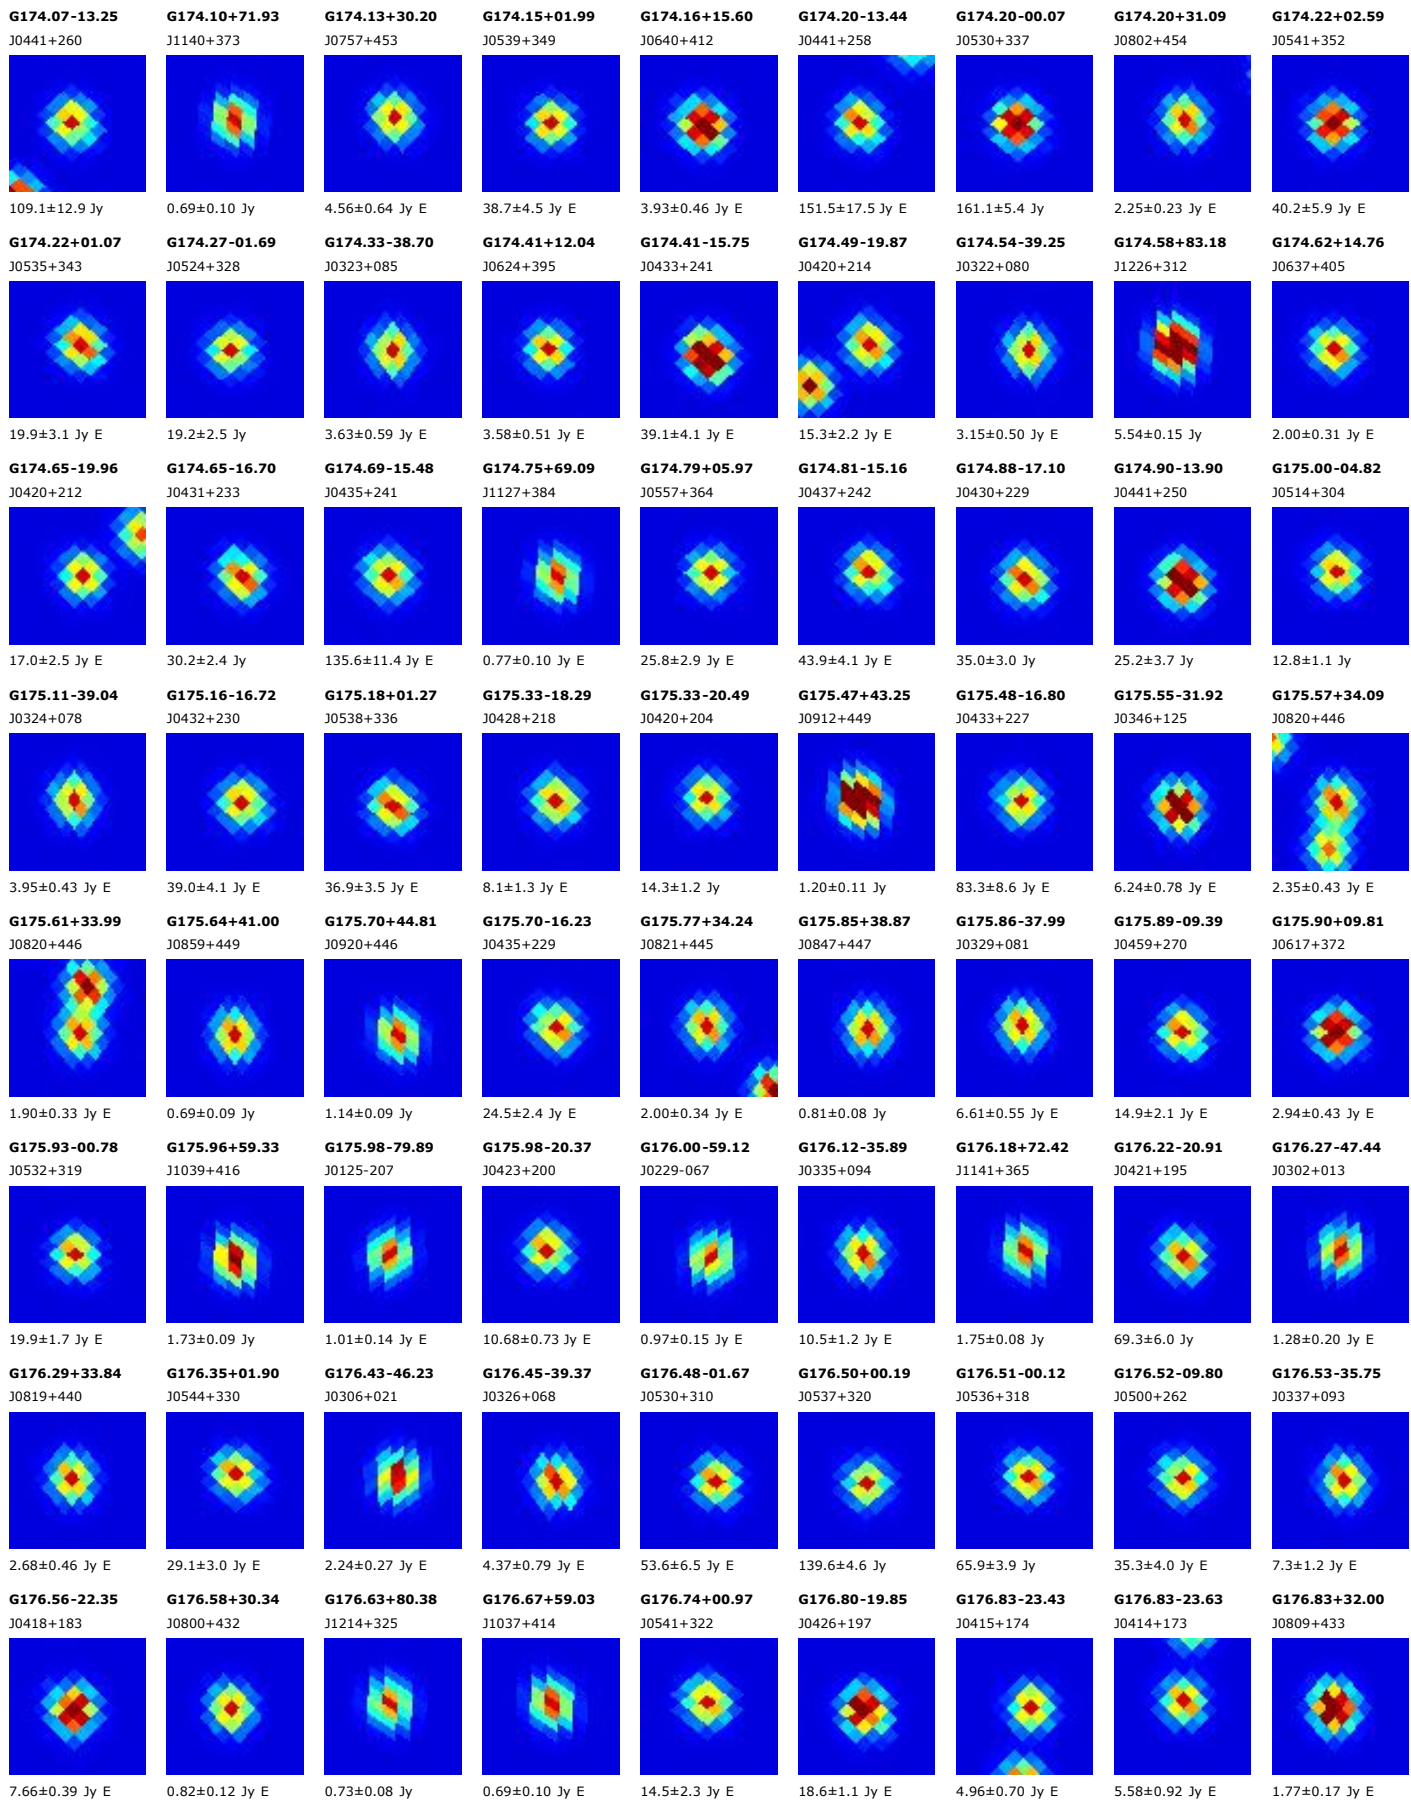 G174.07-13.25 G174.10+71.93 G174.13+30.20 G174.15+01.99 G174.16+15.60 G174.20-13.44 G174.20-00.07 G174.20+31.09 G174.22+02.59
J0441+260 J1140+373 J0757+453 J0539+349 J0640+412 J0441+258 J0530+337 J0802+454 J0541+352
109.1±12.9 Jy 0.69±0.10 Jy 4.56±0.64 Jy E 38.7±4.5 Jy E 3.93±0.46 Jy E 151.5±17.5 Jy E 161.1±5.4 Jy 2.25±0.23 Jy E 40.2±5.9 Jy E
G174.22+01.07 G174.27-01.69 G174.33-38.70 G174.41+12.04 G174.41-15.75 G174.49-19.87 G174.54-39.25 G174.58+83.18 G174.62+14.76
J0535+343 J0524+328 J0323+085 J0624+395 J0433+241 J0420+214 J0322+080 J1226+312 J0637+405
19.9±3.1 Jy E 19.2±2.5 Jy 3.63±0.59 Jy E 3.58±0.51 Jy E 39.1±4.1 Jy E 15.3±2.2 Jy E 3.15±0.50 Jy E 5.54±0.15 Jy 2.00±0.31 Jy E
G174.65-19.96 G174.65-16.70 G174.69-15.48 G174.75+69.09 G174.79+05.97 G174.81-15.16 G174.88-17.10 G174.90-13.90 G175.00-04.82
J0420+212 J0431+233 J0435+241 J1127+384 J0557+364 J0437+242 J0430+229 J0441+250 J0514+304
17.0±2.5 Jy E 30.2±2.4 Jy 135.6±11.4 Jy E 0.77±0.10 Jy E 25.8±2.9 Jy E 43.9±4.1 Jy E 35.0±3.0 Jy 25.2±3.7 Jy 12.8±1.1 Jy
G175.11-39.04 G175.16-16.72 G175.18+01.27 G175.33-18.29 G175.33-20.49 G175.47+43.25 G175.48-16.80 G175.55-31.92 G175.57+34.09
J0324+078 J0432+230 J0538+336 J0428+218 J0420+204 J0912+449 J0433+227 J0346+125 J0820+446
3.95±0.43 Jy E 39.0±4.1 Jy E 36.9±3.5 Jy E 8.1±1.3 Jy E 14.3±1.2 Jy 1.20±0.11 Jy 83.3±8.6 Jy E 6.24±0.78 Jy E 2.35±0.43 Jy E
G175.61+33.99 G175.64+41.00 G175.70+44.81 G175.70-16.23 G175.77+34.24 G175.85+38.87 G175.86-37.99 G175.89-09.39 G175.90+09.81
J0820+446 J0859+449 J0920+446 J0435+229 J0821+445 J0847+447 J0329+081 J0459+270 J0617+372
1.90±0.33 Jy E 0.69±0.09 Jy 1.14±0.09 Jy 24.5±2.4 Jy E 2.00±0.34 Jy E 0.81±0.08 Jy 6.61±0.55 Jy E 14.9±2.1 Jy E 2.94±0.43 Jy E
G175.93-00.78 G175.96+59.33 G175.98-79.89 G175.98-20.37 G176.00-59.12 G176.12-35.89 G176.18+72.42 G176.22-20.91 G176.27-47.44
J0532+319 J1039+416 J0125-207 J0423+200 J0229-067 J0335+094 J1141+365 J0421+195 J0302+013
19.9±1.7 Jy E 1.73±0.09 Jy 1.01±0.14 Jy E 10.68±0.73 Jy E 0.97±0.15 Jy E 10.5±1.2 Jy E 1.75±0.08 Jy 69.3±6.0 Jy 1.28±0.20 Jy E
G176.29+33.84 G176.35+01.90 G176.43-46.23 G176.45-39.37 G176.48-01.67 G176.50+00.19 G176.51-00.12 G176.52-09.80 G176.53-35.75
J0819+440 J0544+330 J0306+021 J0326+068 J0530+310 J0537+320 J0536+318 J0500+262 J0337+093
2.68±0.46 Jy E 29.1±3.0 Jy E 2.24±0.27 Jy E 4.37±0.79 Jy E 53.6±6.5 Jy E 139.6±4.6 Jy 65.9±3.9 Jy 35.3±4.0 Jy E 7.3±1.2 Jy E
G176.56-22.35 G176.58+30.34 G176.63+80.38 G176.67+59.03 G176.74+00.97 G176.80-19.85 G176.83-23.43 G176.83-23.63 G176.83+32.00
J0418+183 J0800+432 J1214+325 J1037+414 J0541+322 J0426+197 J0415+174 J0414+173 J0809+433
7.66±0.39 Jy E 0.82±0.12 Jy E 0.73±0.08 Jy 0.69±0.10 Jy E 14.5±2.3 Jy E 18.6±1.1 Jy E 4.96±0.70 Jy E 5.58±0.92 Jy E 1.77±0.17 Jy E